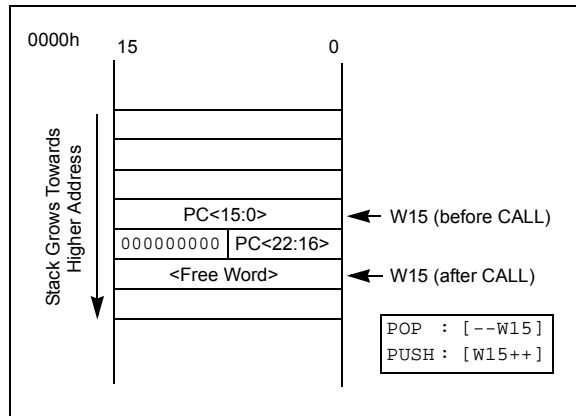 0000h
15 0
Stack Grows Towards
Higher Address
PC<15:0>
W15 (before CALL)
000000000 PC<22:16>
<Free Word>
W15 (after CALL)
POP : [--W15]
PUSH : [W15++]